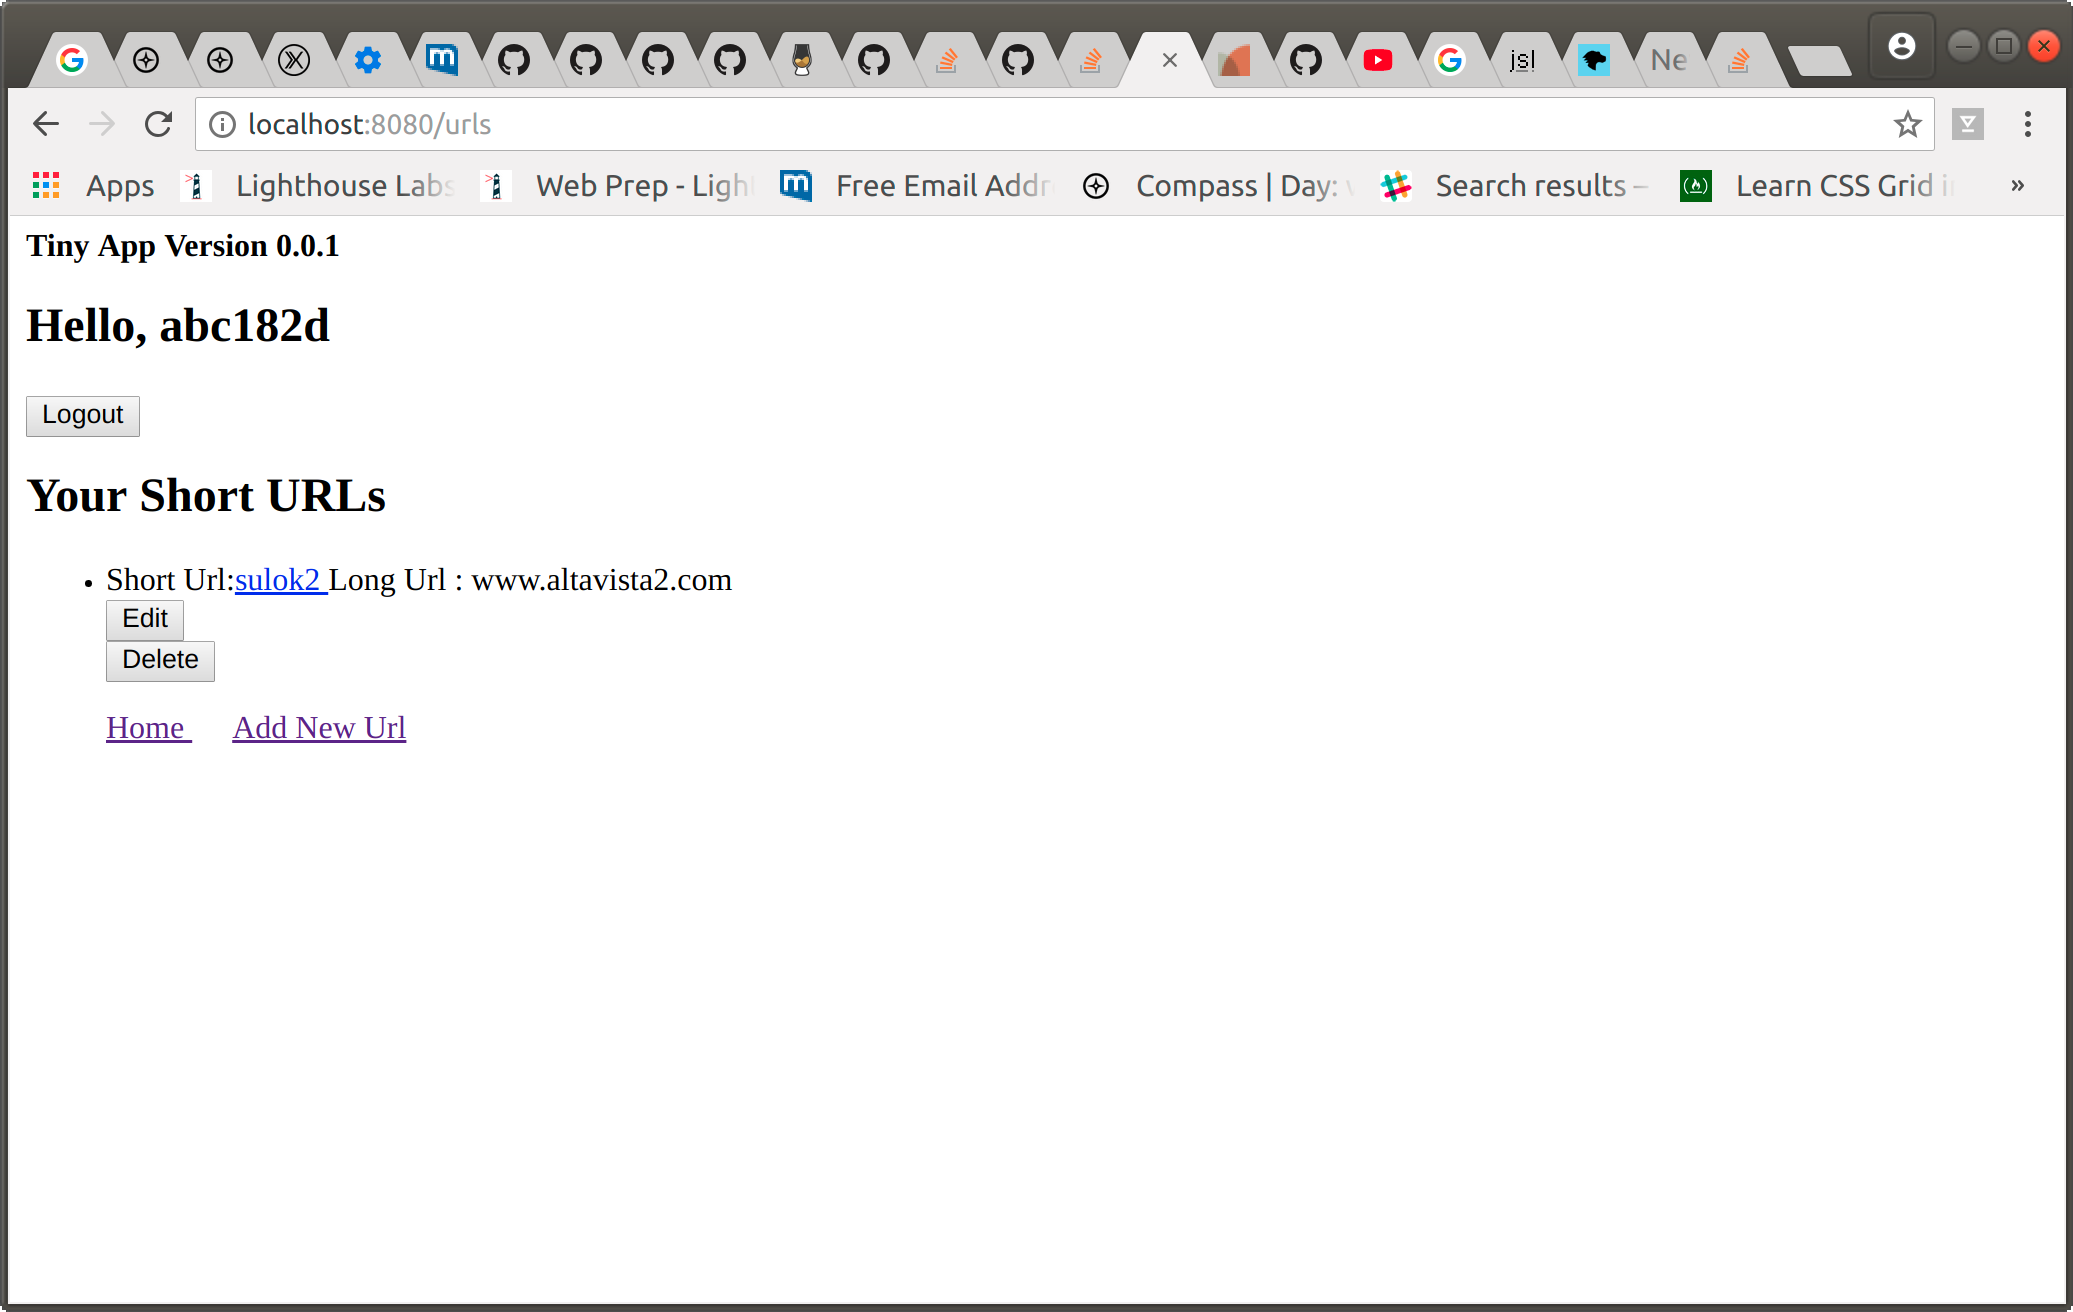 jsl
Ne
localhost:8080/urls
Apps Lighthouse Labs Web Prep - Ligh Free Email Addr Compass | Day: Search results – Learn CSS Grid »
Tiny App Version 0.0.1
Hello, abc182d
Logout
Your Short URLs
Short Url:sulok2 Long Url : www.altavista2.com
Edit
Delete
Home Add New Url